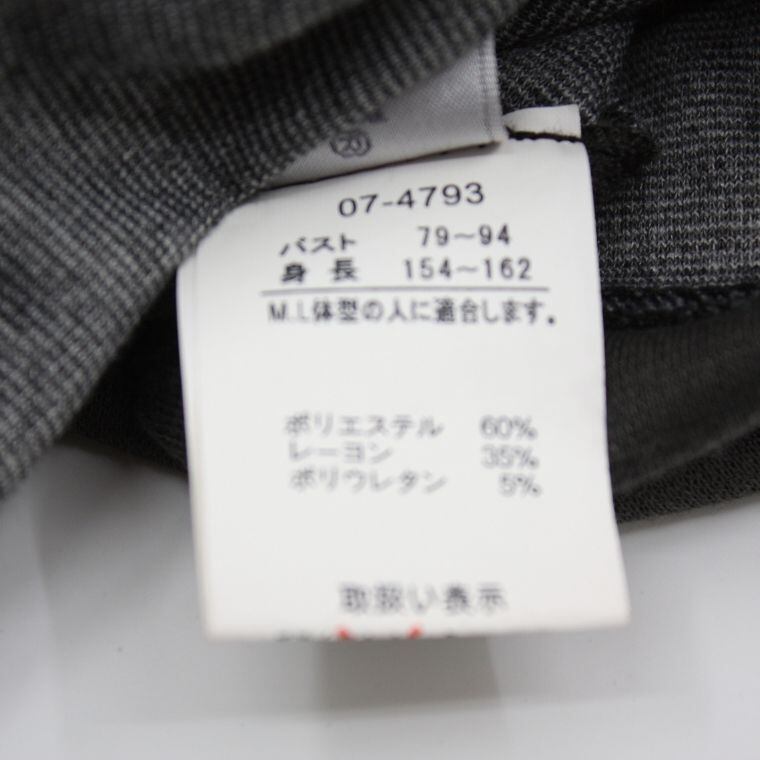 20
07-4793
バスト 79~94
身長 154~162
M.L体型の人に適合します。
ポリエステル 60%
レーヨン 35%
ポリウレタン 5%
取扱い表示